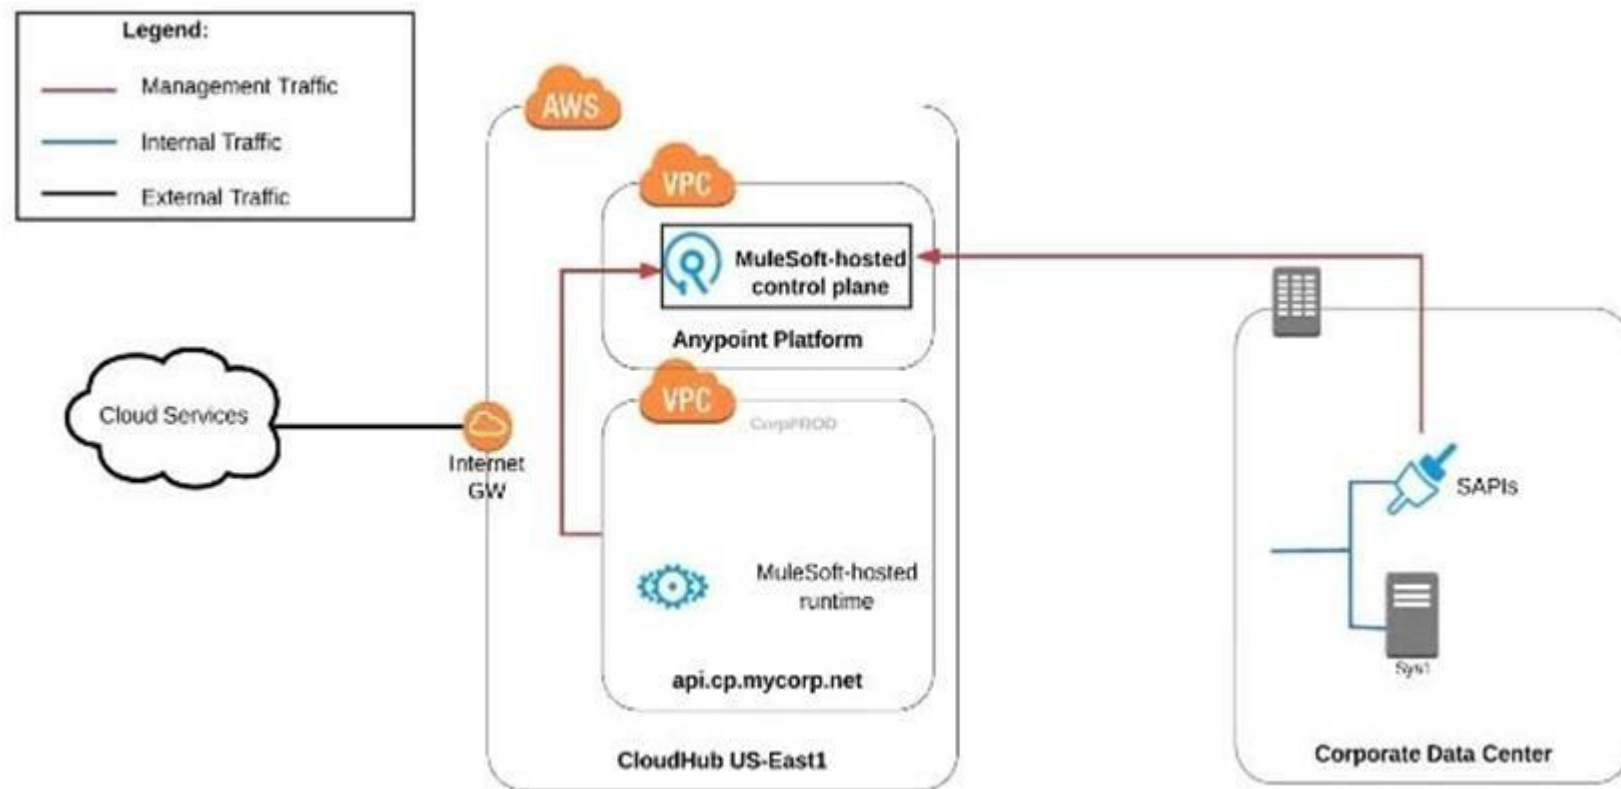 Legend:
Management Traffic
Internal Traffic
External Traffic
AWS
VPC
MuleSoft-hosted
control plane
Anypoint Platform
VPC
CorpPROD
Cloud Services
Internet
GW
MuleSoft-hosted
runtime
api.cp.mycorp.net
CloudHub US-East1
SAPIs
Sys1
Corporate Data Center